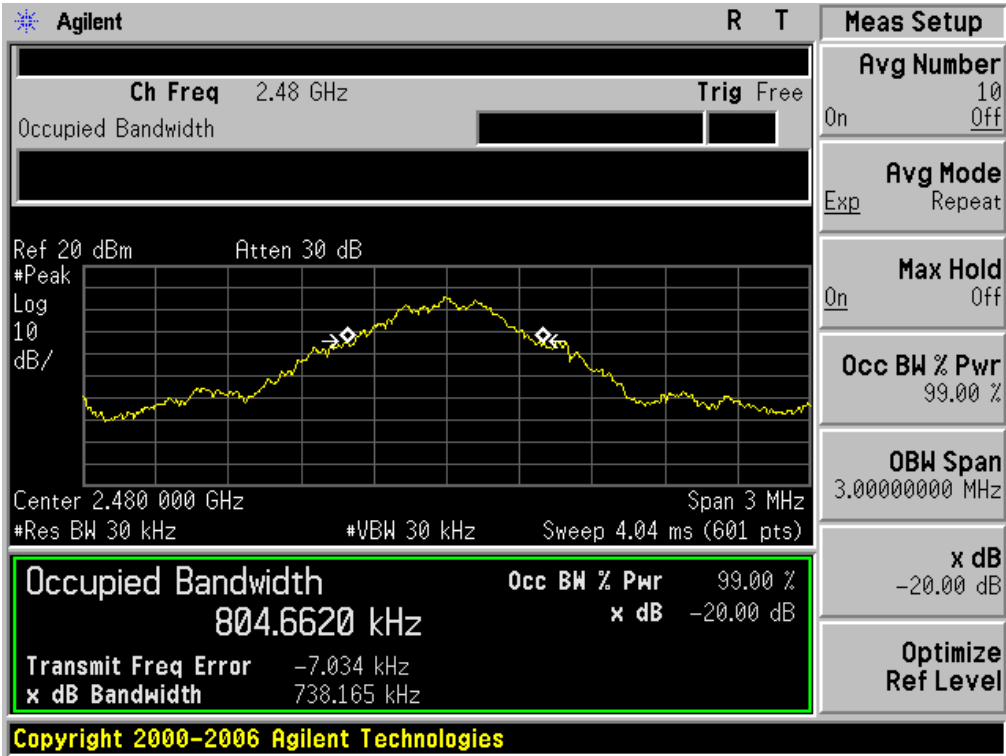 Agilent R T
Ch Freq 2.48 GHz Trig Free
Occupied Bandwidth
Ref 20 dBm Atten 30 dB
#Peak
Log
10
dB/
Center 2.480 000 GHz Span 3 MHz
#Res BW 30 kHz #VBW 30 kHz Sweep 4.04 ms (601 pts)
Occupied Bandwidth
804.6620 kHz
Occ BW % Pwr 99.00 %
x dB -20.00 dB
Transmit Freq Error -7.034 kHz
x dB Bandwidth 738.165 kHz
Copyright 2000-2006 Agilent Technologies
Meas Setup
Avg Number
10
On Off
Avg Mode
Exp Repeat
Max Hold
On Off
Occ BW % Pwr
99.00 %
OBW Span
3.00000000 MHz
x dB
-20.00 dB
Optimize
Ref Level